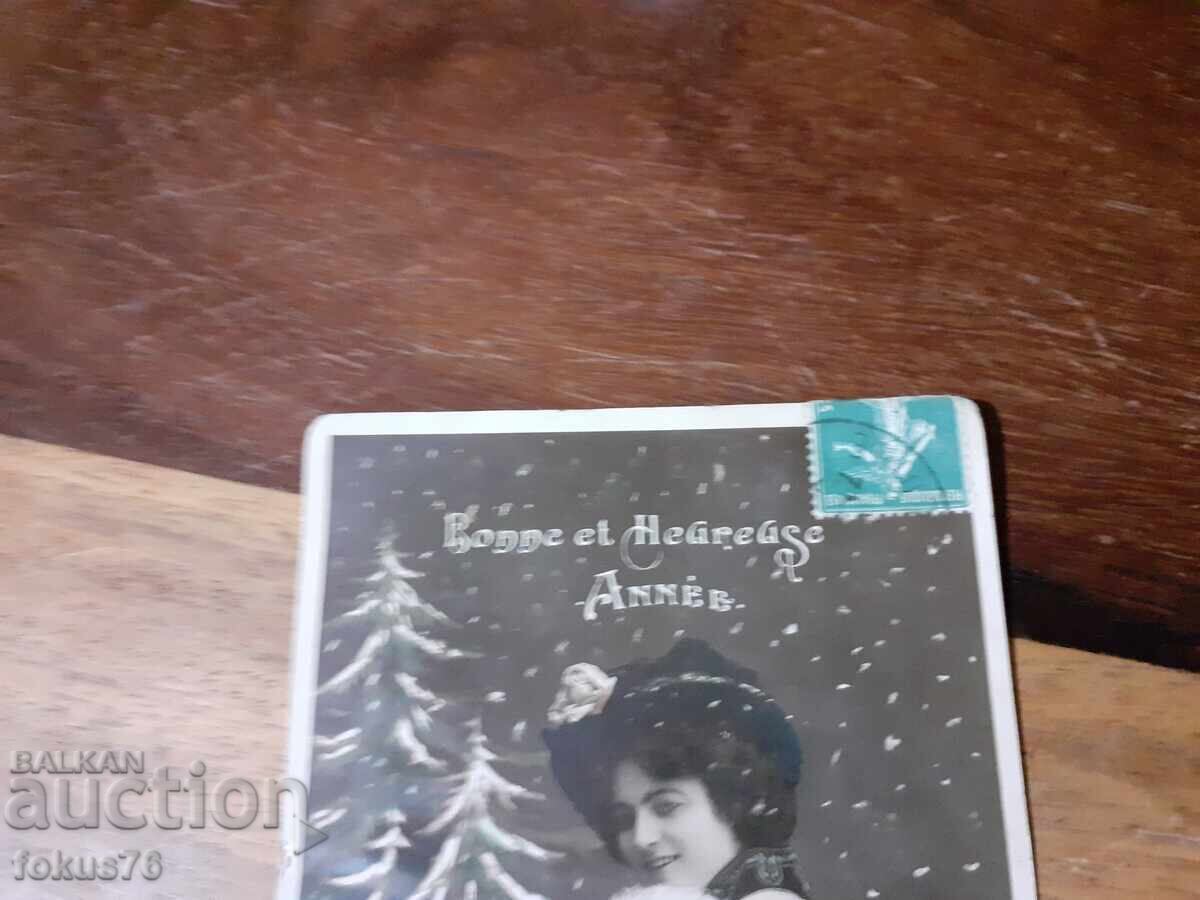 Bonne et Heureuse
Année
BALKAN
auction
fokus76